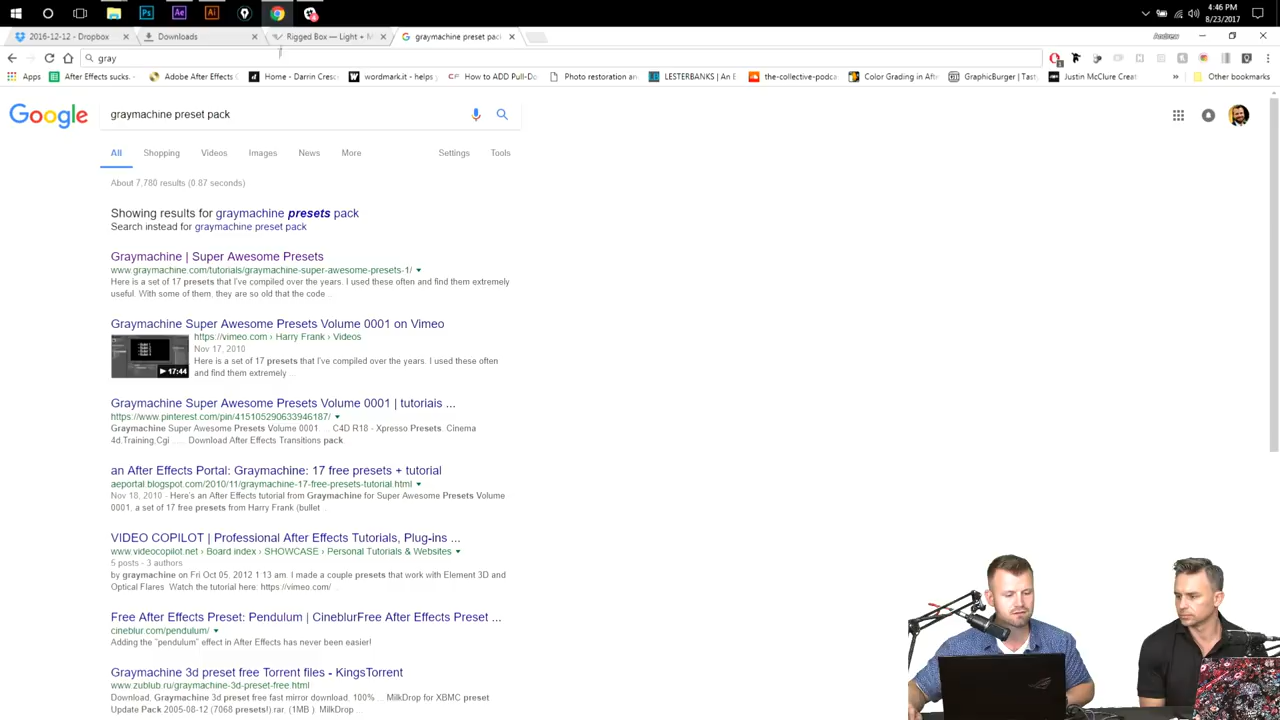 4:46 PM
8/23/2017
2016-12-12 - Dropbox
Downloads
Rigged Box — Light + M
graymachine preset pack
Andrew
gray
Apps
After Effects sucks.
Adobe After Effects C
Home - Darrin Cresc
wordmark.it - helps y
How to ADD Pull-Do
Photo restoration an
LESTERBANKS | An E
the-collective-podca
Color Grading in Aft
GraphicBurger | Tast
Justin McClure Creat
»
Other bookmarks
Google
graymachine preset pack
All
Shopping
Videos
Images
News
More
Settings
Tools
About 7,780 results (0.87 seconds)
Showing results for graymachine presets pack
Search instead for graymachine preset pack
Graymachine | Super Awesome Presets
www.graymachine.com/tutorials/graymachine-super-awesome-presets-1/
Here is a set of 17 presets that I've compiled over the years. I used these often and find them extremely
useful. With some of them, they are so old that the code ...
Graymachine Super Awesome Presets Volume 0001 on Vimeo
https://vimeo.com › Harry Frank › Videos
Nov 17, 2010
Here is a set of 17 presets that I've compiled over the years. I used these often
and find them extremely ...
17:44
Graymachine Super Awesome Presets Volume 0001 | tutoriais ...
https://www.pinterest.com/pin/415105290633946187/
Graymachine Super Awesome Presets Volume 0001. ... C4D R18 - Xpresso Presets. Cinema
4d.Training.Cgi ..... Download After Effects Transitions pack.
an After Effects Portal: Graymachine: 17 free presets + tutorial
aeportal.blogspot.com/2010/11/graymachine-17-free-presets-tutorial.html
Nov 18, 2010 - Here's an After Effects tutorial from Graymachine for Super Awesome Presets Volume
0001, a set of 17 free presets from Harry Frank (bullet ...
VIDEO COPILOT | Professional After Effects Tutorials, Plug-ins ...
www.videocopilot.net › Board index › SHOWCASE › Personal Tutorials & Websites
5 posts - 3 authors
by graymachine on Fri Oct 05, 2012 1:13 am. I made a couple presets that work with Element 3D and
Optical Flares. Watch the tutorial here: https://vimeo.com/
Free After Effects Preset: Pendulum | CineblurFree After Effects Preset ...
cineblur.com/pendulum/
Adding the "pendulum" effect in After Effects has never been easier!
Graymachine 3d preset free Torrent files - KingsTorrent
www.zublub.ru/graymachine-3d-preset-free.html
Download, Graymachine 3d preset free fast mirror download, 100% ... MilkDrop for XBMC preset
Update Pack 2005-08-12 (7068 presets!).rar, (1MB ), MilkDrop ...